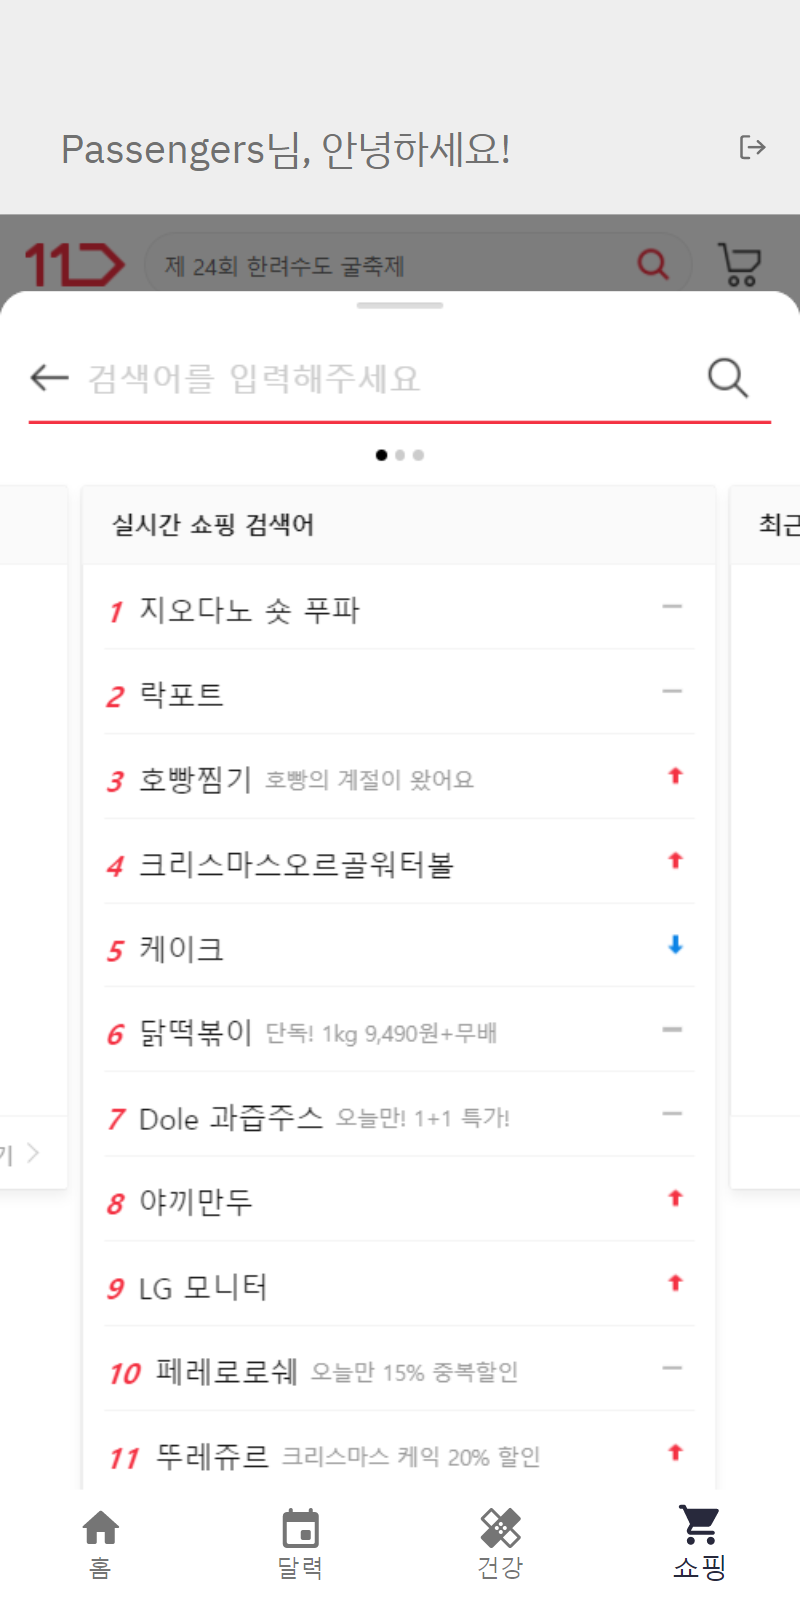 Passengers님, 안녕하세요!
11
제 24회 한려수도 굴축제
검색어를 입력해주세요
실시간 쇼핑 검색어
최근
1 지오다노 숏 푸파
2 락포트
3 호빵찜기 호빵의 계절이 왔어요
4 크리스마스오르골워터볼
5 케이크
6 닭떡볶이 단독! 1kg 9,490원+무배
7 Dole 과즙주스 오늘만! 1+1 특가!
기
8 야끼만두
9 LG 모니터
10 페레로로쉐 오늘만 15% 중복할인
11 뚜레쥬르 크리스마스 케익 20% 할인
홈
달력
건강
쇼핑